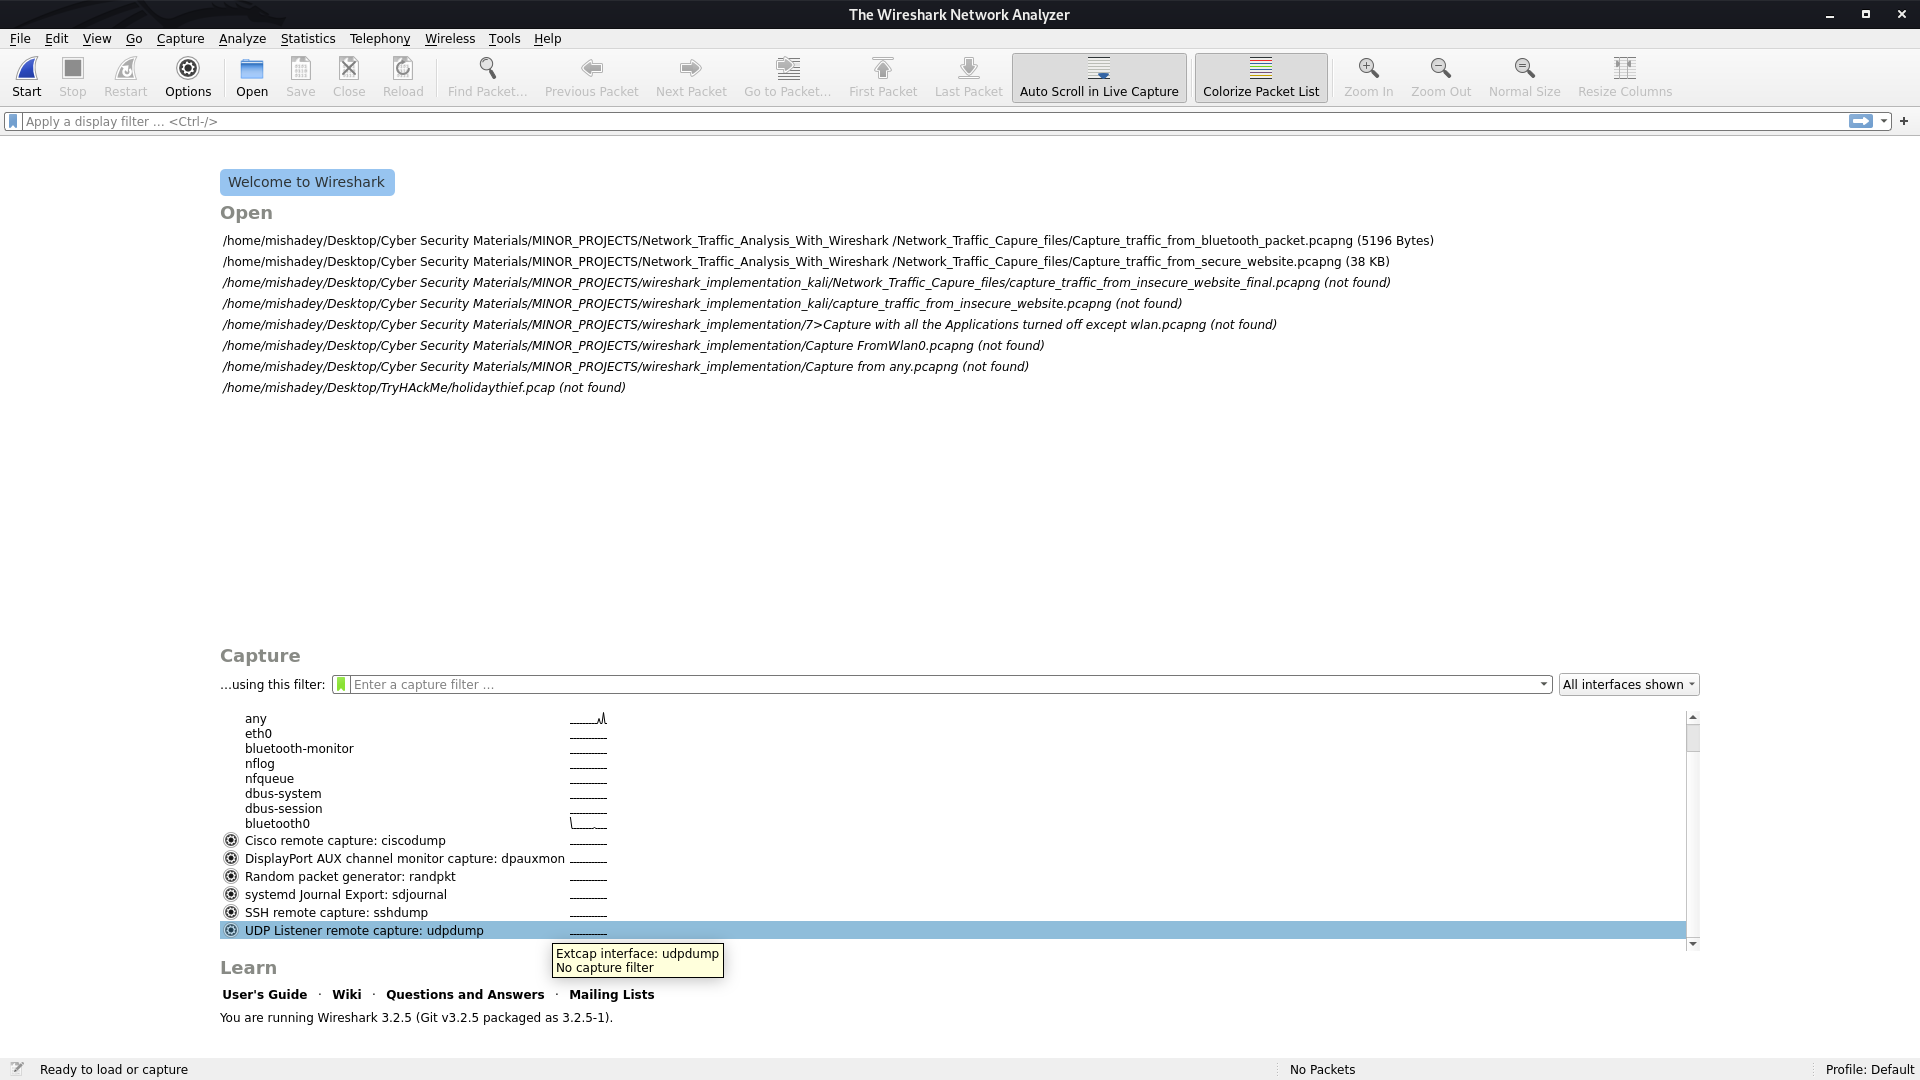 The Wireshark Network Analyzer
File Edit View Go Capture Analyze Statistics Telephony Wireless Tools Help
Start Stop Restart Options Open Save Close Reload Find Packet... Previous Packet Next Packet Go to Packet... First Packet Last Packet Auto Scroll in Live Capture Colorize Packet List Zoom In Zoom Out Normal Size Resize Columns
Apply a display filter ... <Ctrl-/>
Welcome to Wireshark
Open
/home/mishadey/Desktop/Cyber Security Materials/MINOR_PROJECTS/Network_Traffic_Analysis_With_Wireshark /Network_Traffic_Capure_files/Capture_traffic_from_bluetooth_packet.pcapng (5196 Bytes)
/home/mishadey/Desktop/Cyber Security Materials/MINOR_PROJECTS/Network_Traffic_Analysis_With_Wireshark /Network_Traffic_Capure_files/Capture_traffic_from_secure_website.pcapng (38 KB)
/home/mishadey/Desktop/Cyber Security Materials/MINOR_PROJECTS/wireshark_implementation_kali/Network_Traffic_Capure_files/capture_traffic_from_insecure_website_final.pcapng (not found)
/home/mishadey/Desktop/Cyber Security Materials/MINOR_PROJECTS/wireshark_implementation_kali/capture_traffic_from_insecure_website.pcapng (not found)
/home/mishadey/Desktop/Cyber Security Materials/MINOR_PROJECTS/wireshark_implementation/7>Capture with all the Applications turned off except wlan.pcapng (not found)
/home/mishadey/Desktop/Cyber Security Materials/MINOR_PROJECTS/wireshark_implementation/Capture FromWlan0.pcapng (not found)
/home/mishadey/Desktop/Cyber Security Materials/MINOR_PROJECTS/wireshark_implementation/Capture from any.pcapng (not found)
/home/mishadey/Desktop/TryHAckMe/holidaythief.pcap (not found)
Capture
...using this filter: Enter a capture filter ... All interfaces shown
any
eth0
bluetooth-monitor
nflog
nfqueue
dbus-system
dbus-session
bluetooth0
Cisco remote capture: ciscodump
DisplayPort AUX channel monitor capture: dpauxmon
Random packet generator: randpkt
systemd Journal Export: sdjournal
SSH remote capture: sshdump
UDP Listener remote capture: udpdump
Extcap interface: udpdump
No capture filter
Learn
User's Guide · Wiki · Questions and Answers · Mailing Lists
You are running Wireshark 3.2.5 (Git v3.2.5 packaged as 3.2.5-1).
Ready to load or capture No Packets Profile: Default